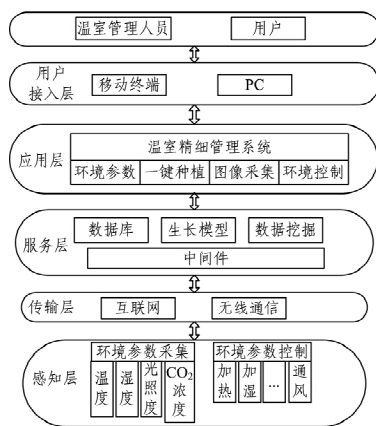 温室管理人员 用户
用户
接入层
移动终端 PC
应用层
温室精细管理系统
环境参数 一键种植 图像采集 环境控制
服务层
数据库 生长模型 数据挖掘
中间件
传输层
互联网 无线通信
感知层
环境参数采集
温度
湿度
光照度
CO₂
浓度
环境参数控制
加热
加湿
...
通风